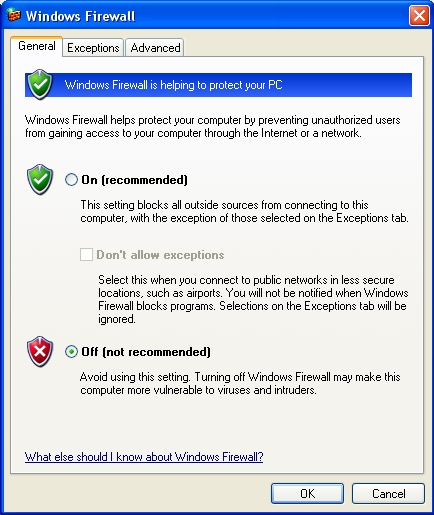 Windows Firewall
General
Exceptions
Advanced
Windows Firewall is helping to protect your PC
Windows Firewall helps protect your computer by preventing unauthorized users
from gaining access to your computer through the Internet or a network.
On (recommended)
This setting blocks all outside sources from connecting to this
computer, with the exception of those selected on the Exceptions tab.
Don't allow exceptions
Select this when you connect to public networks in less secure
locations, such as airports. You will not be notified when Windows
Firewall blocks programs. Selections on the Exceptions tab will be
ignored.
Off (not recommended)
Avoid using this setting. Turning off Windows Firewall may make this
computer more vulnerable to viruses and intruders.
What else should I know about Windows Firewall?
OK
Cancel